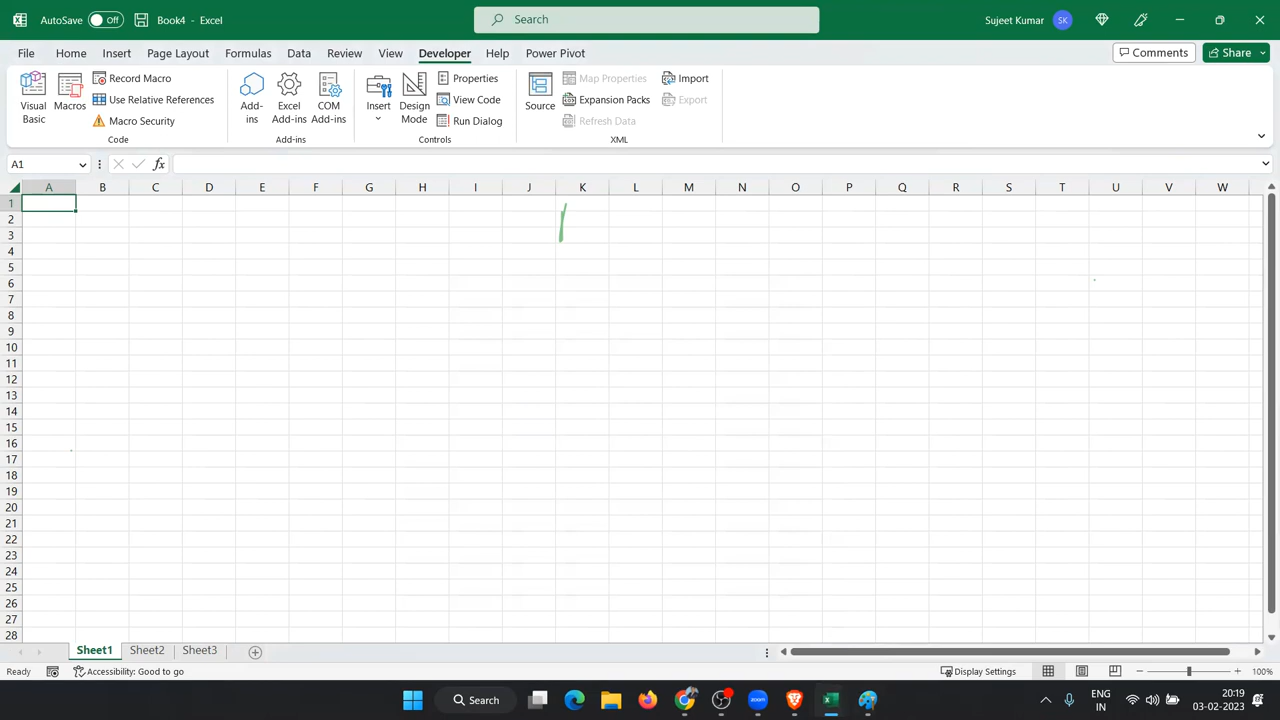 AutoSave Off Book4 - Excel Search Sujeet Kumar SK
File Home Insert Page Layout Formulas Data Review View Developer Help Power Pivot Comments Share
Visual Basic
Macros
Record Macro
Use Relative References
Macro Security
Code
Add-ins
Excel Add-ins
COM Add-ins
Add-ins
Insert
Design Mode
Properties
View Code
Run Dialog
Controls
Source
Map Properties
Expansion Packs
Refresh Data
Import
Export
XML
A1 fx
A B C D E F G H I J K L M N O P Q R S T U V W
1
2
3
4
5
6
7
8
9
10
11
12
13
14
15
16
17
18
19
20
21
22
23
24
25
26
27
28
Sheet1 Sheet2 Sheet3
Ready Accessibility: Good to go Display Settings 100%
Search zoom ENG IN 20:19 03-02-2023